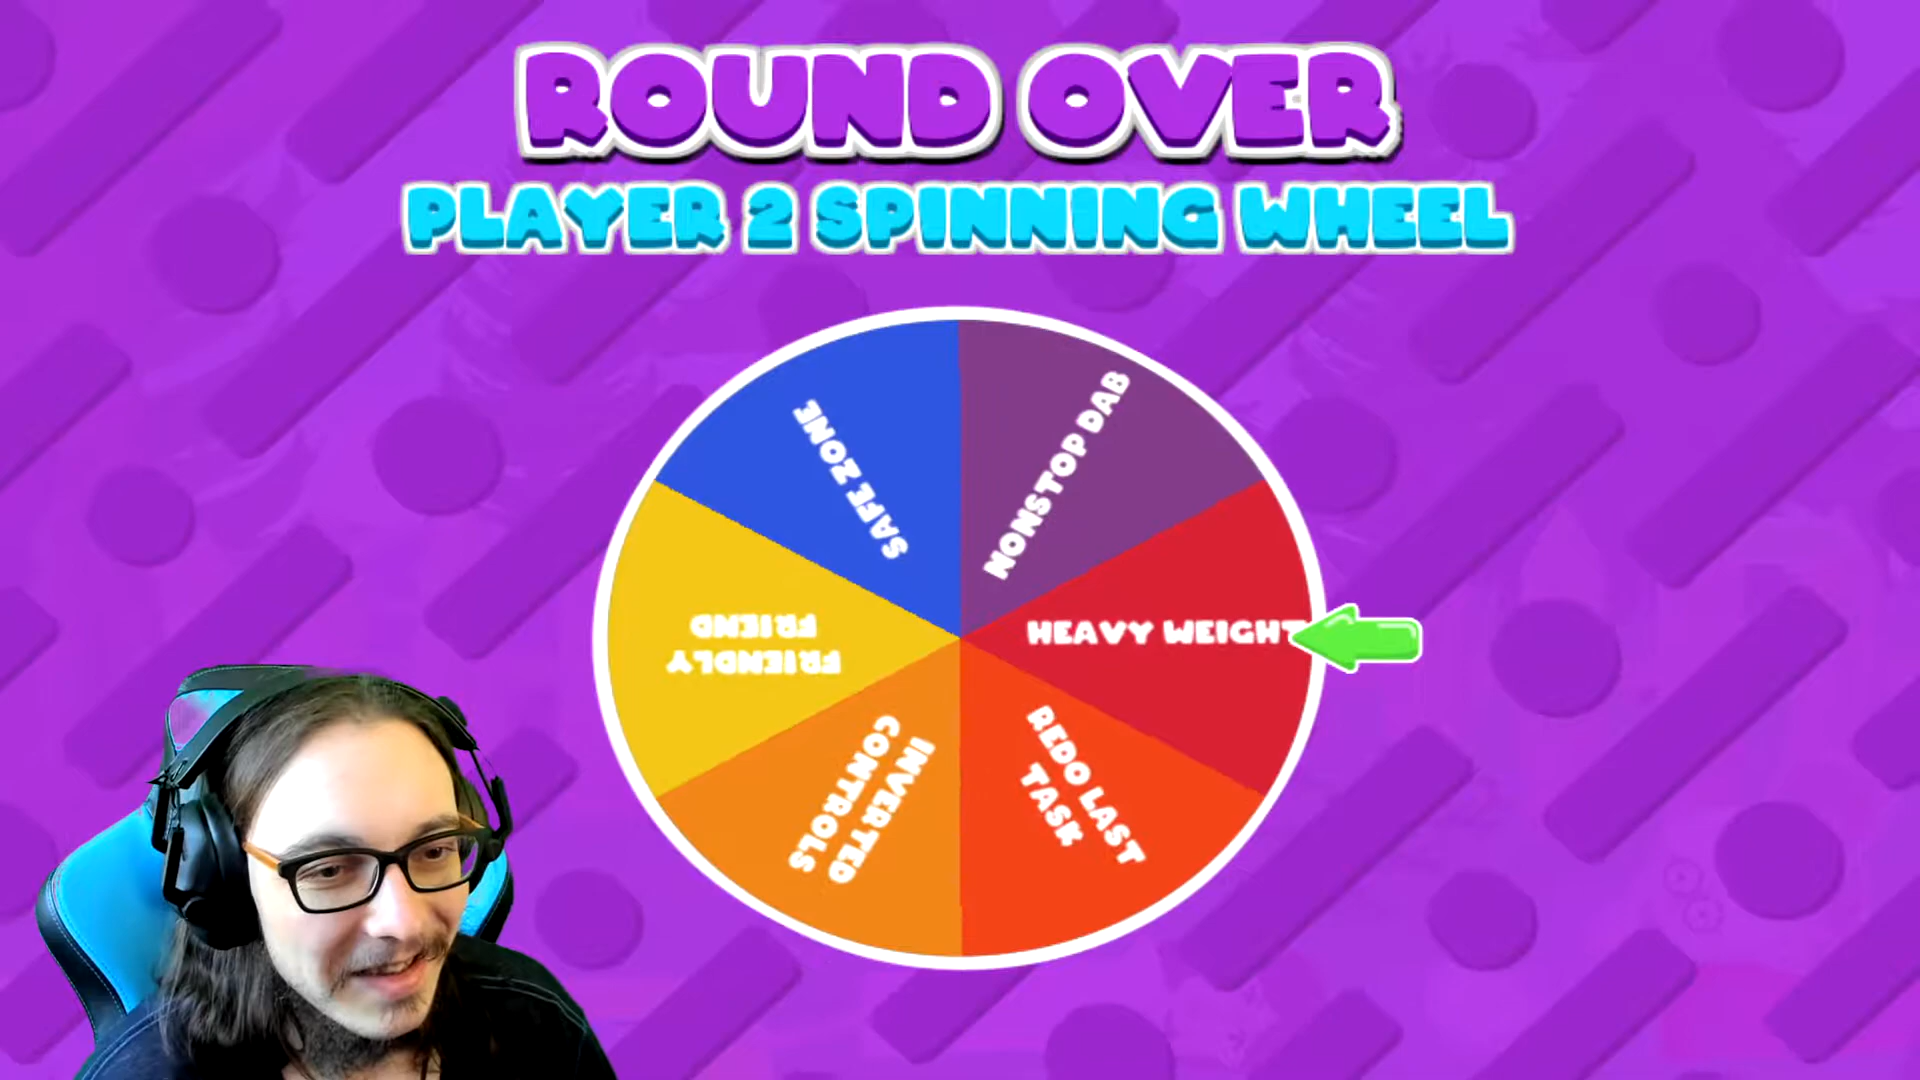 ROUND OVER
PLAYER 2 SPINNING WHEEL
SAFE ZONE
NONSTOP DAB
HEAVY WEIGHT
FRIENDLY
FRIEND
INVERTED
CONTROLS
REDO LAST
TASK